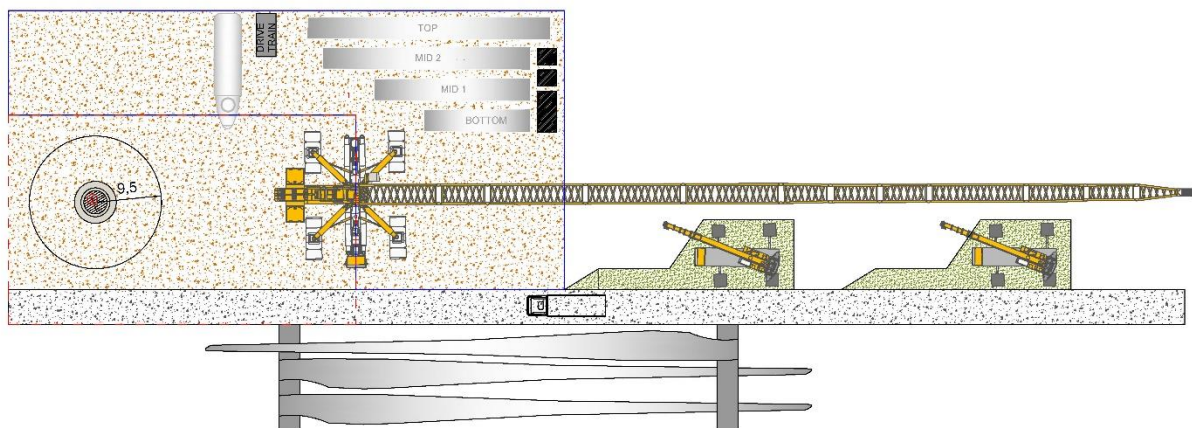 DRIVE
TRAIN
TOP
MID 2
MID 1
BOTTOM
9,5